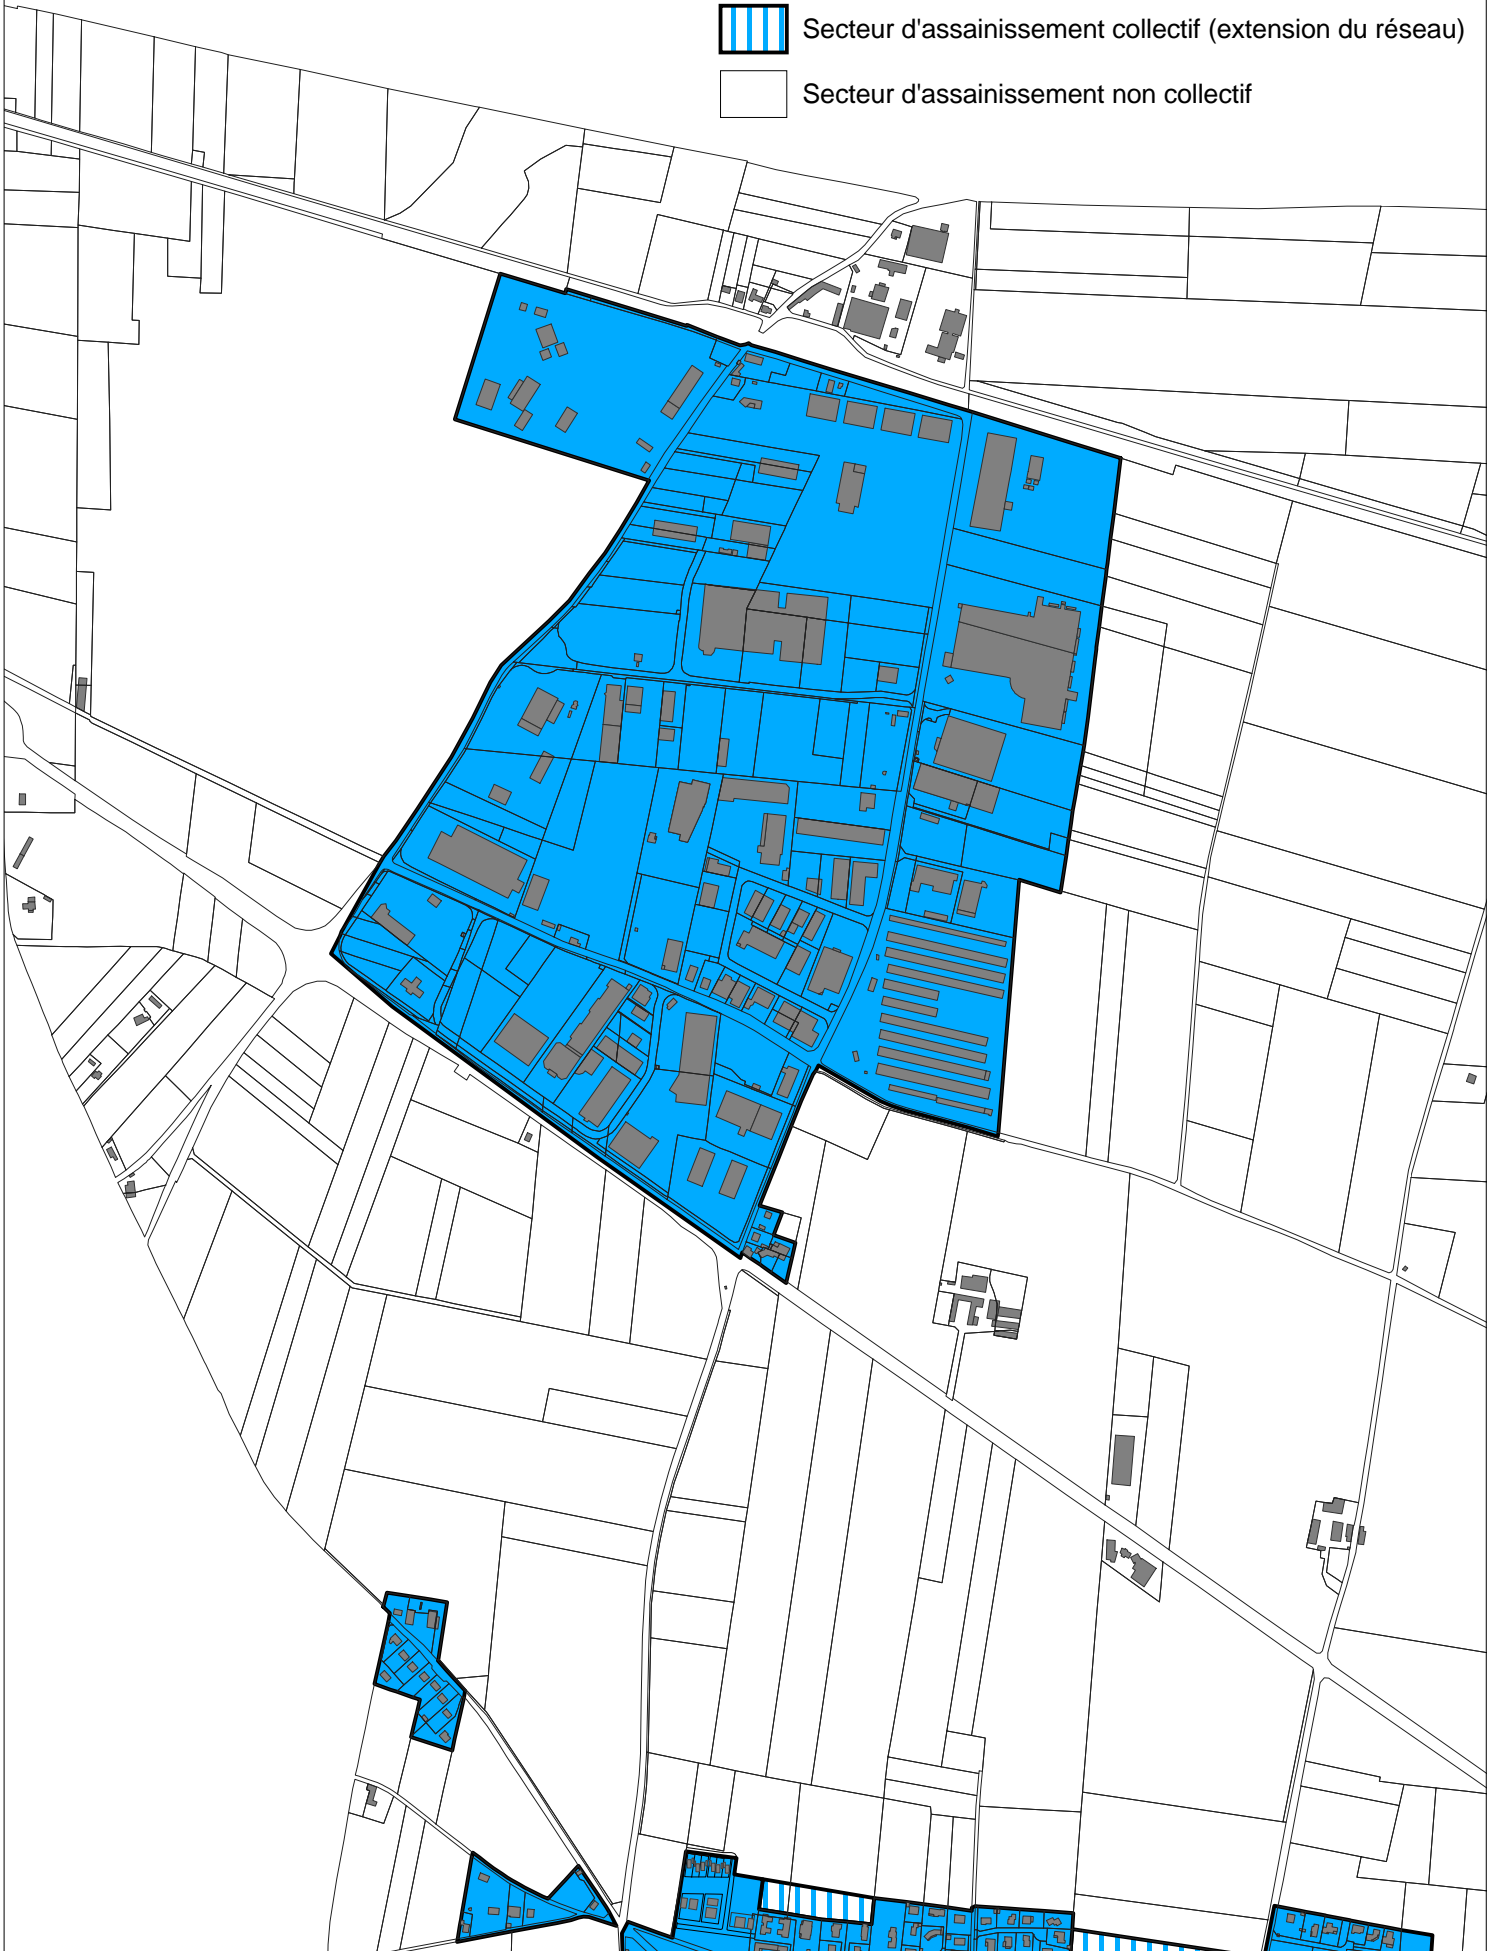 Secteur d'assainissement collectif (extension du réseau)
Secteur d'assainissement non collectif